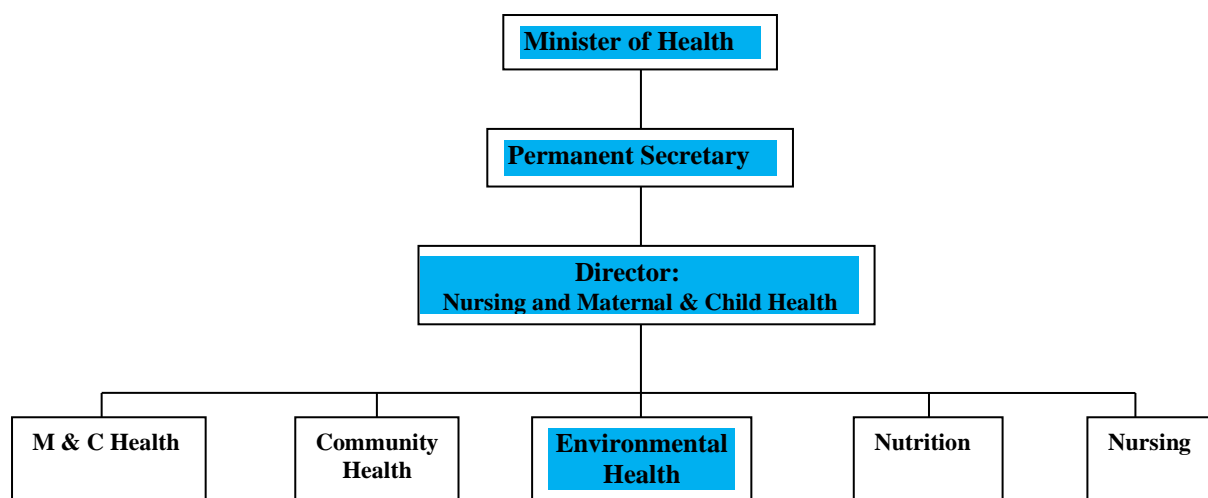 Minister of Health
Permanent Secretary
Director:
Nursing and Maternal & Child Health
M & C Health
Community
Health
Environmental
Health
Nutrition
Nursing